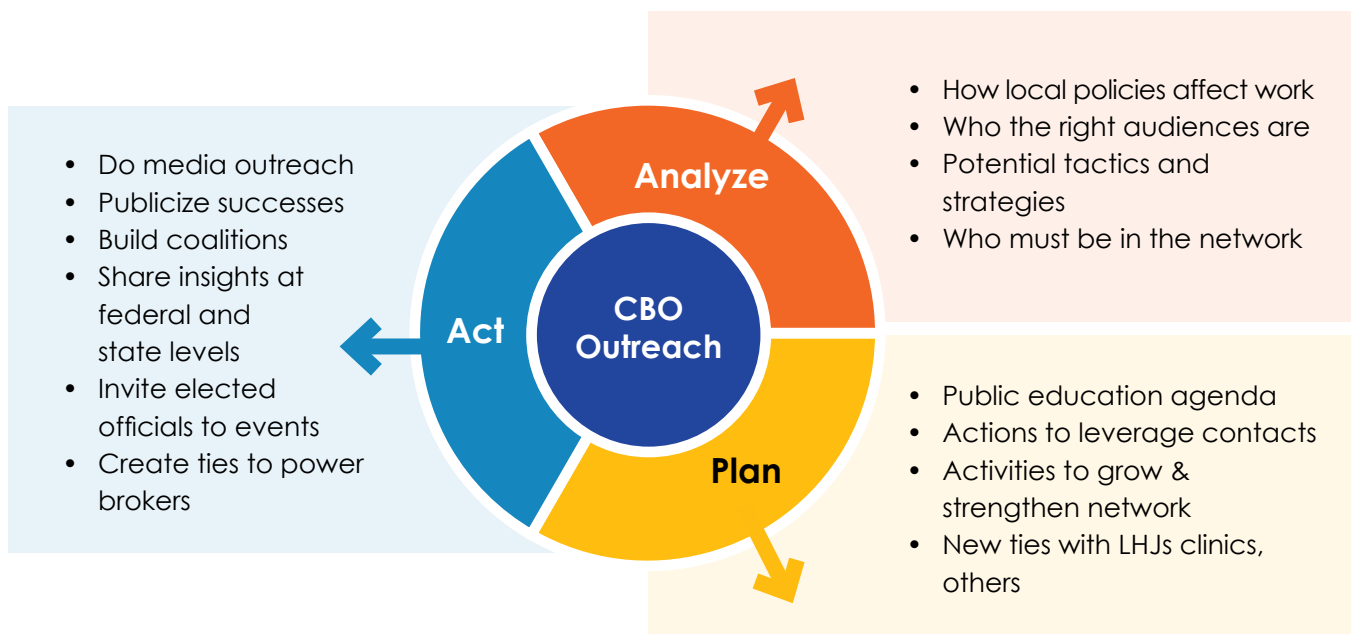 Analyze
• How local policies affect work
• Who the right audiences are
• Potential tactics and
strategies
• Who must be in the network
• Do media outreach
• Publicize successes
• Build coalitions
• Share insights at
federal and
state levels
• Invite elected
officials to events
• Create ties to power
brokers
Act
CBO
Outreach
Plan
• Public education agenda
• Actions to leverage contacts
• Activities to grow &
strengthen network
• New ties with LHJs clinics,
others